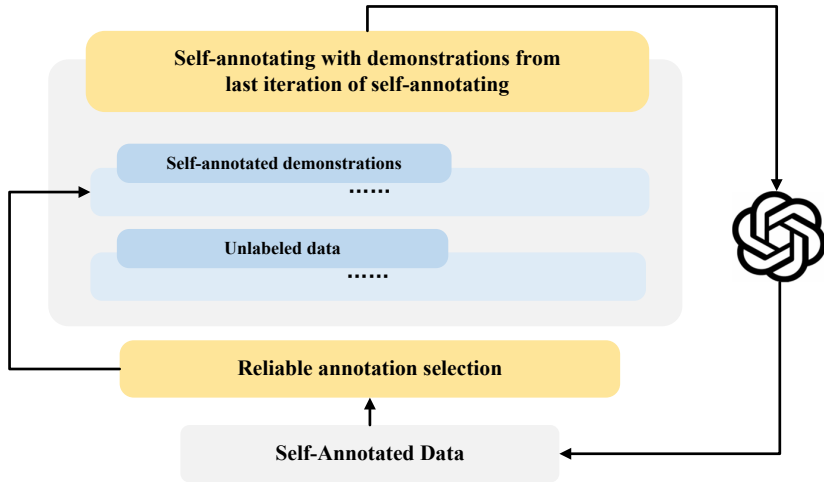 Self-annotating with demonstrations from
last iteration of self-annotating
Self-annotated demonstrations
……
Unlabeled data
……
Reliable annotation selection
Self-Annotated Data